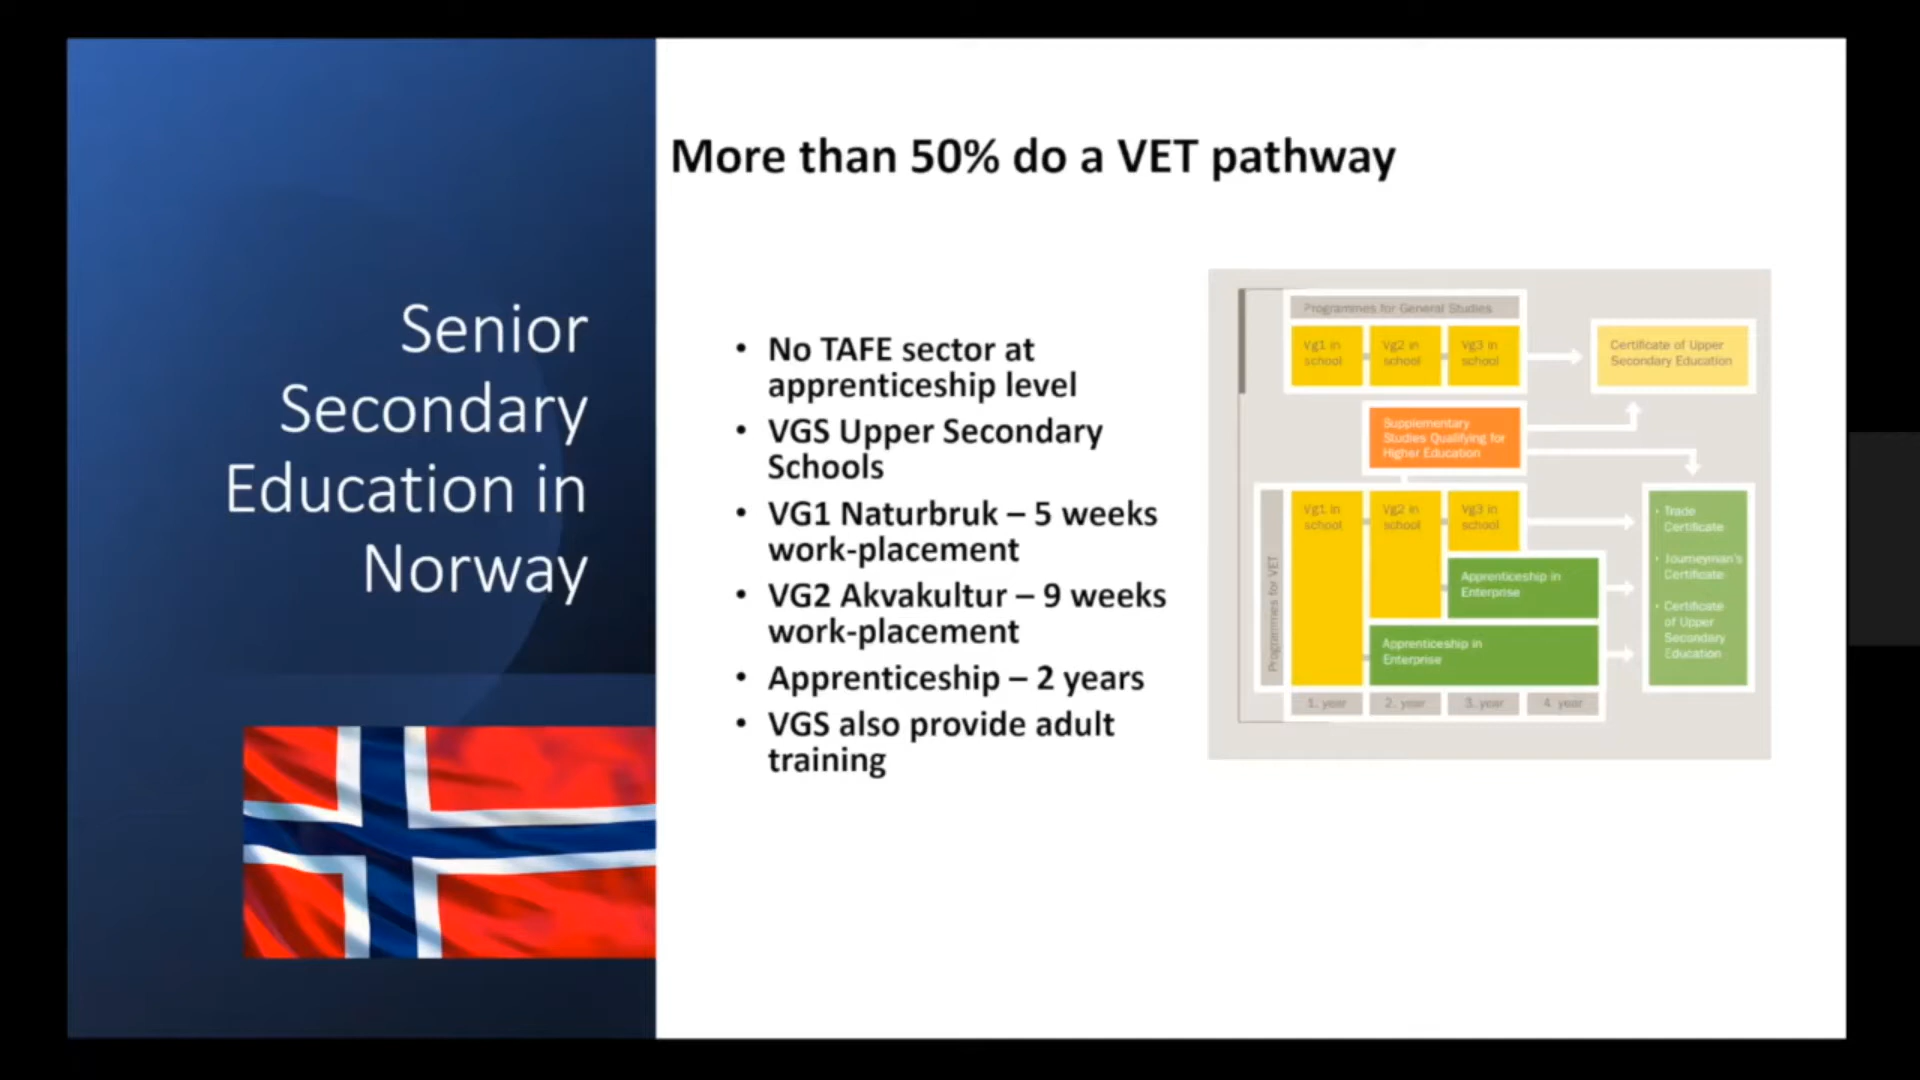 Senior
Secondary
Education in
Norway
More than 50% do a VET pathway
• No TAFE sector at
apprenticeship level
• VGS Upper Secondary
Schools
• VG1 Naturbruk – 5 weeks
work-placement
• VG2 Akvakultur – 9 weeks
work-placement
• Apprenticeship – 2 years
• VGS also provide adult
training
Programmes for General Studies
Vg1 in
school
Vg2 in
school
Vg3 in
school
Certificate of Upper
Secondary Education
Supplementary
Studies Qualifying for
Higher Education
Programmes for VET
Vg1 in
school
Vg2 in
school
Vg3 in
school
Apprenticeship in
Enterprise
Apprenticeship in
Enterprise
• Trade
Certificate
• Journeyman's
Certificate
• Certificate
of Upper
Secondary
Education
1. year
2. year
3. year
4. year